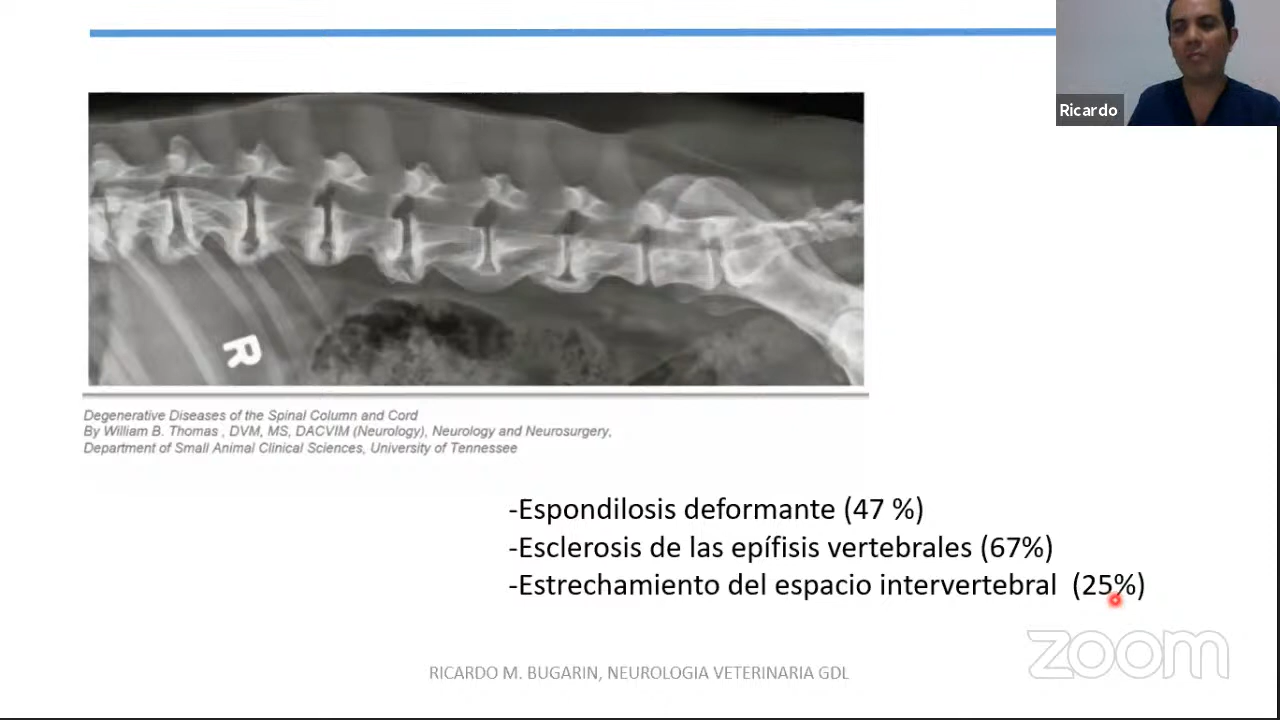 Ricardo
R
Degenerative Diseases of the Spinal Column and Cord
By William B. Thomas , DVM, MS, DACVIM (Neurology), Neurology and Neurosurgery,
Department of Small Animal Clinical Sciences, University of Tennessee
-Espondilosis deformante (47 %)
-Esclerosis de las epífisis vertebrales (67%)
-Estrechamiento del espacio intervertebral (25%)
zoom
RICARDO M. BUGARIN, NEUROLOGIA VETERINARIA GDL